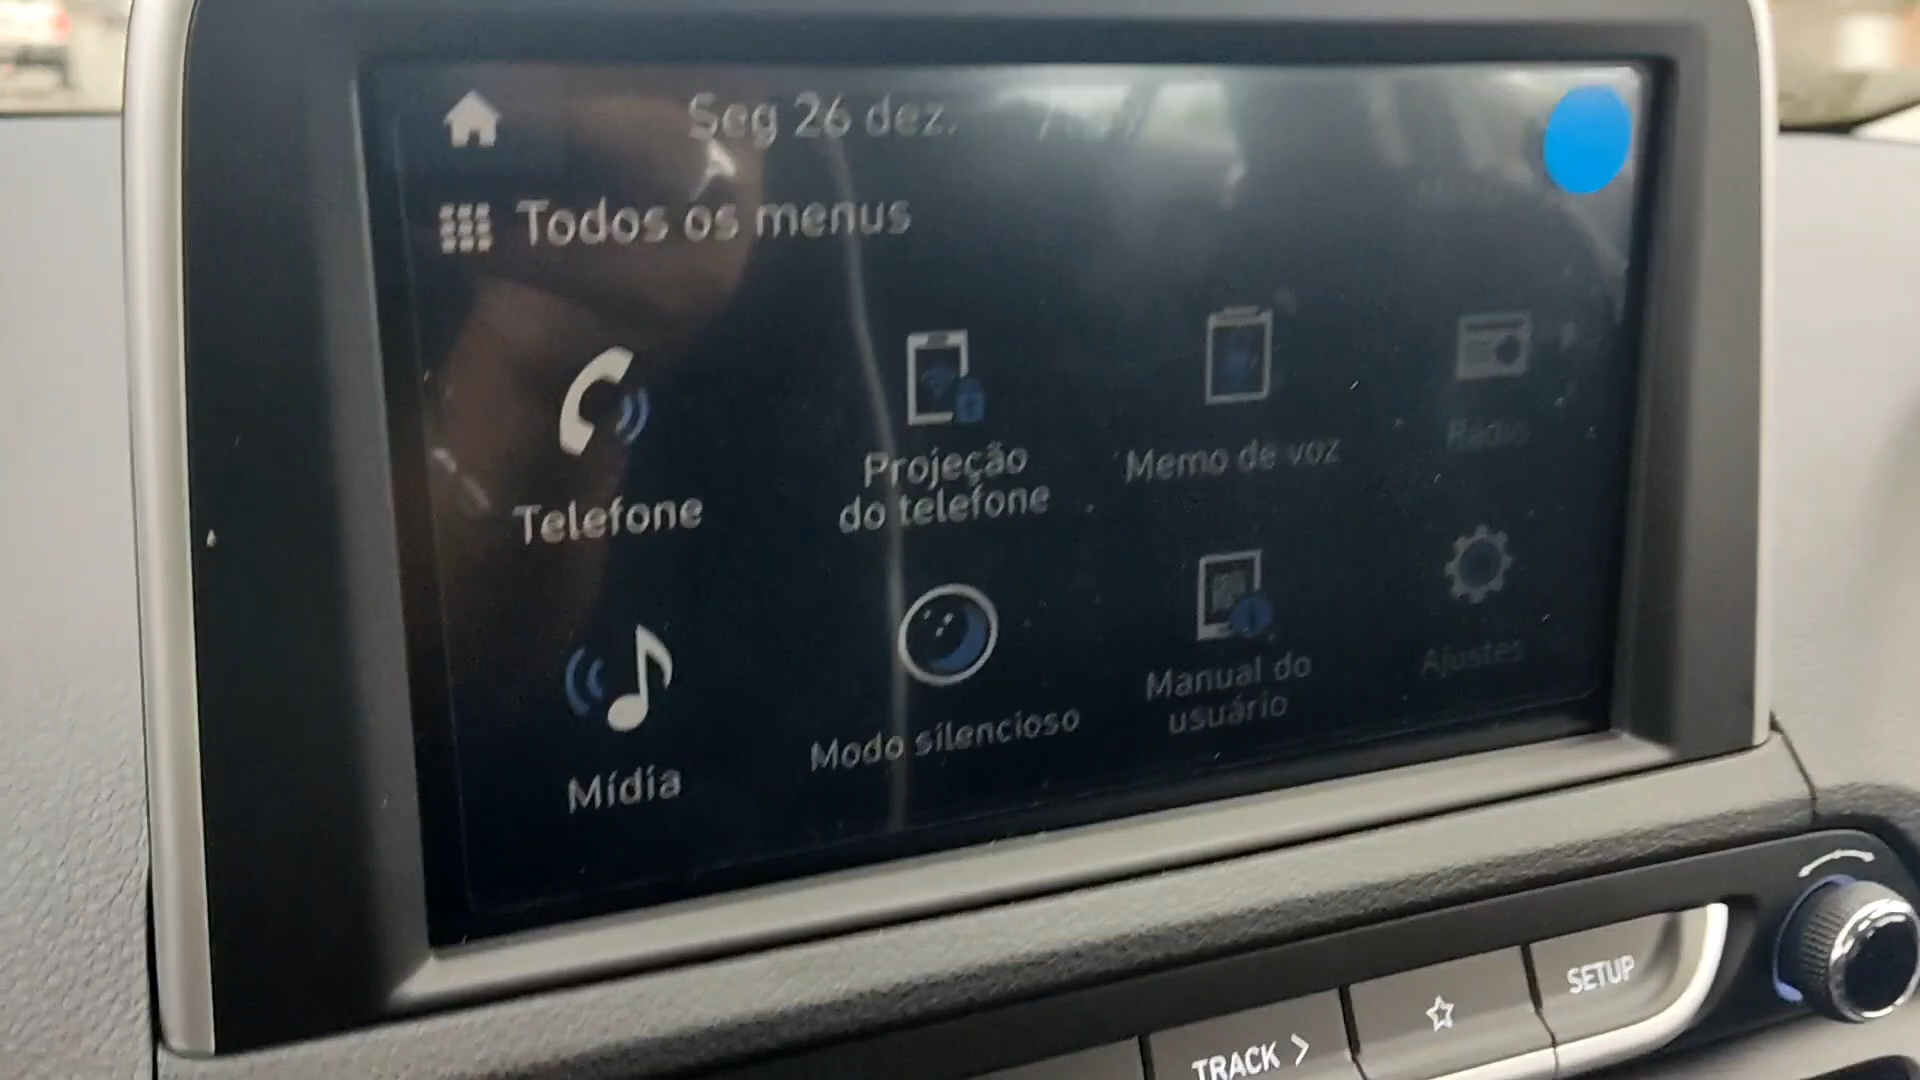 Seg 26 dez.
Todos os menus
Telefone
Projeção
do telefone
Memo de voz
Rádio
Mídia
Modo silencioso
Manual do
usuário
Ajustes
SETUP
TRACK >